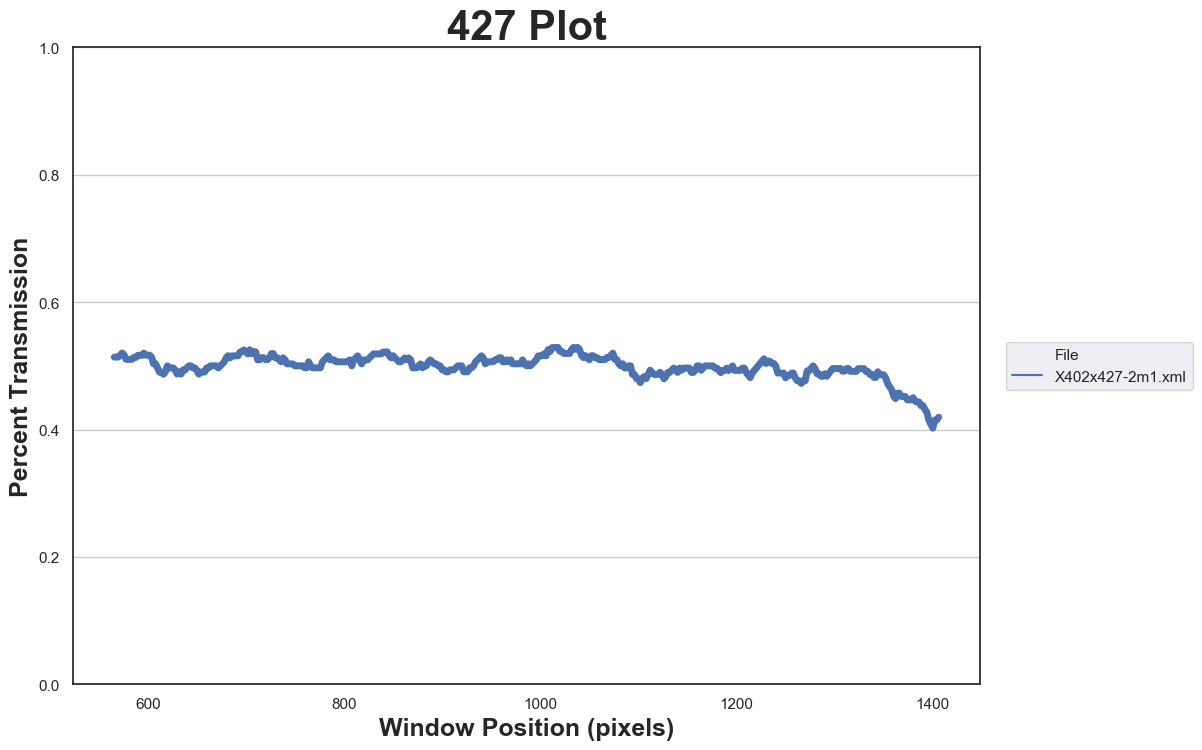 427 Plot
1.0
0.8
0.6
0.4
0.2
0.0
Percent Transmission
600 800 1000 1200 1400
Window Position (pixels)
File
X402x427-2m1.xml